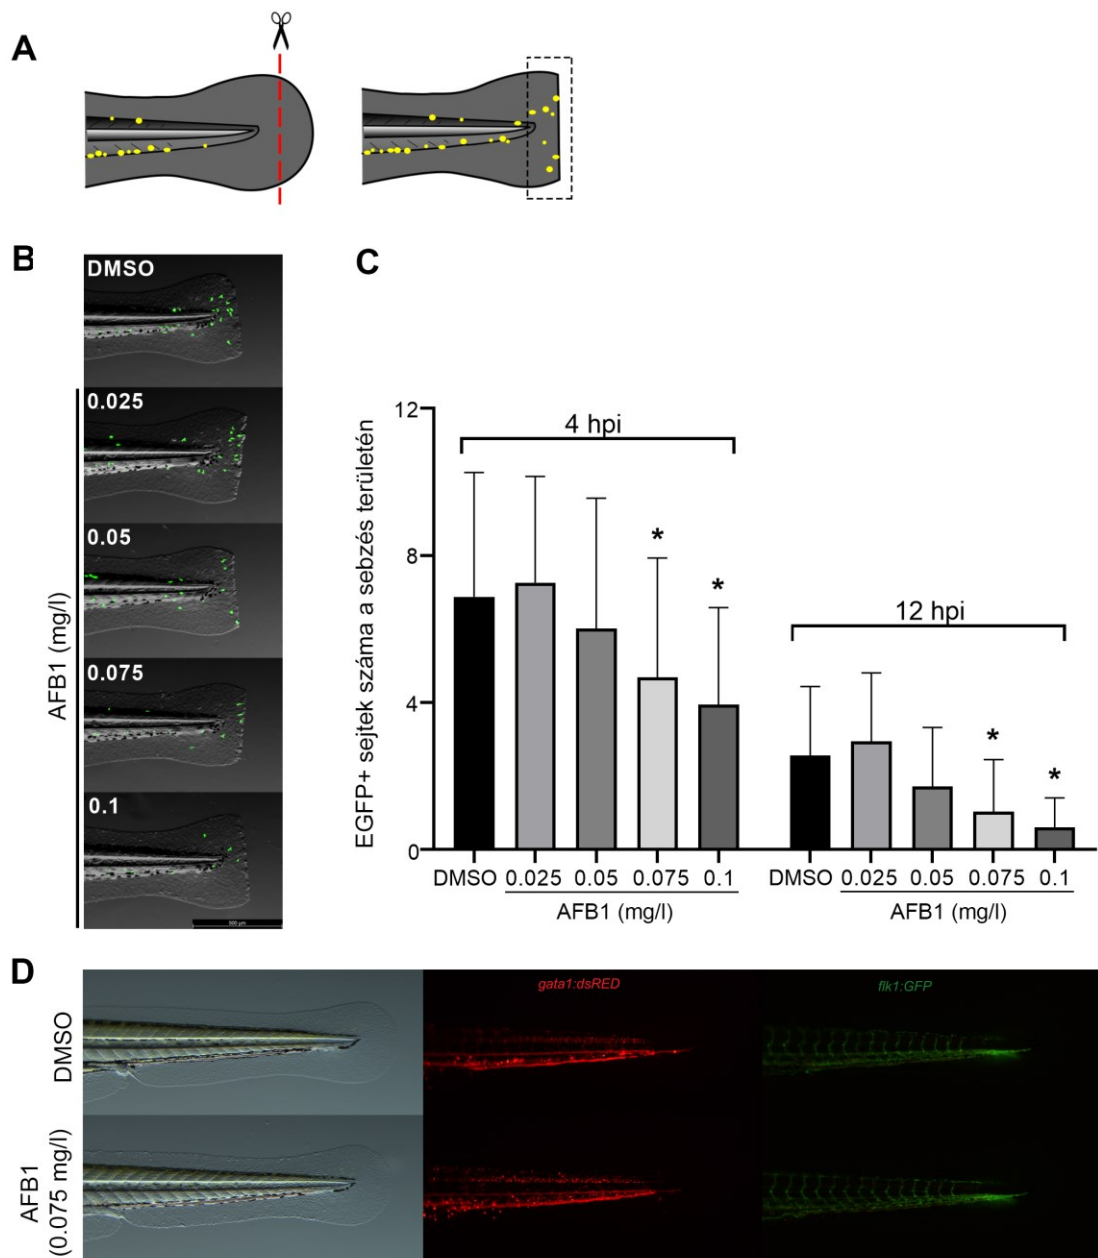 A
B
DMSO
0.025
0.05
0.075
0.1
AFB1 (mg/l)
500 µm
C
EGFP+ sejtek száma a sebzés területén
12
8
4
0
4 hpi
* *
12 hpi
* *
DMSO 0.025 0.05 0.075 0.1
AFB1 (mg/l)
DMSO 0.025 0.05 0.075 0.1
AFB1 (mg/l)
D
gata1:dsRED
flk1:GFP
DMSO
AFB1
(0.075 mg/l)